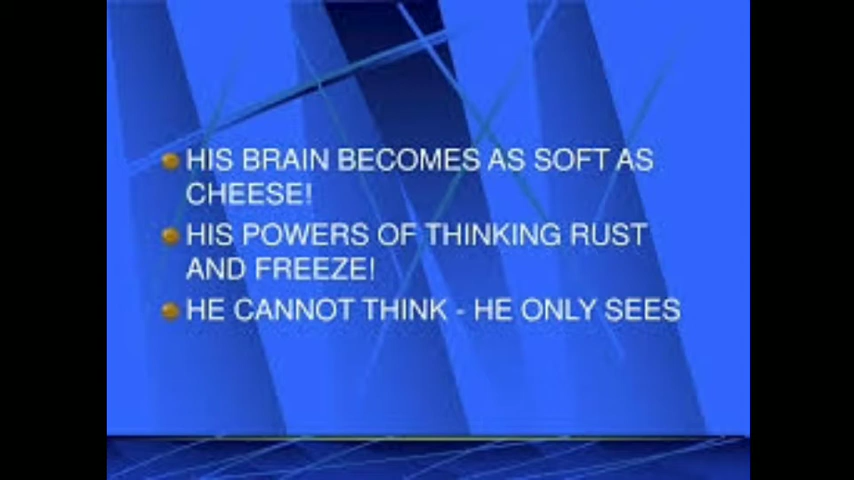 HIS BRAIN BECOMES AS SOFT AS
CHEESE!
HIS POWERS OF THINKING RUST
AND FREEZE!
HE CANNOT THINK - HE ONLY SEES